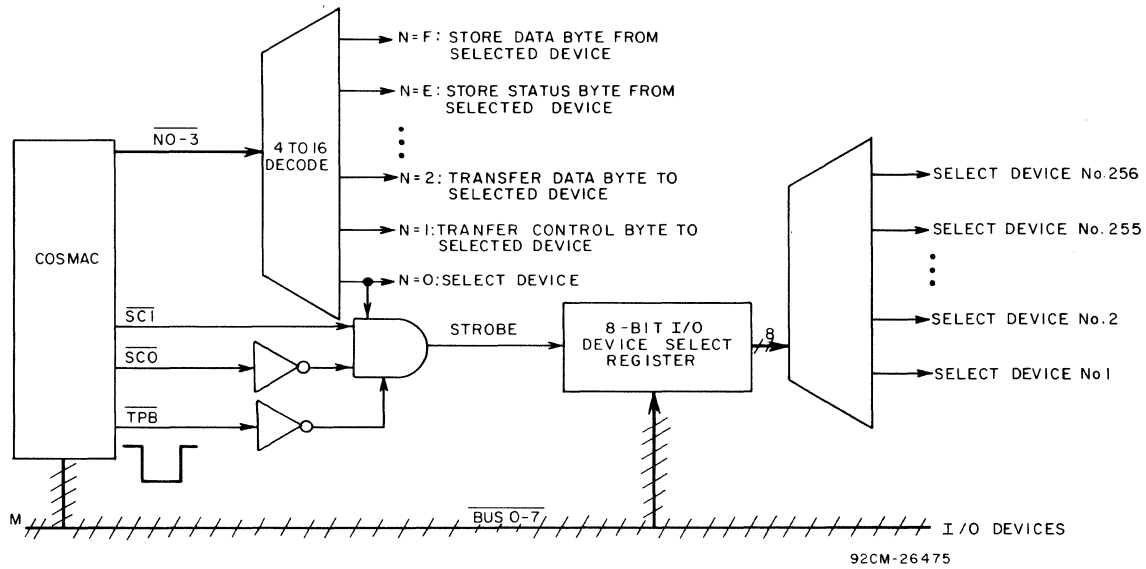 N=F: STORE DATA BYTE FROM
SELECTED DEVICE
N=E: STORE STATUS BYTE FROM
SELECTED DEVICE
N=2: TRANSFER DATA BYTE TO
SELECTED DEVICE
N=1: TRANFER CONTROL BYTE TO
SELECTED DEVICE
N=0: SELECT DEVICE
4 TO 16
DECODE
N0-3
COSMAC
SC1
SC0
TPB
STROBE
8-BIT I/O
DEVICE SELECT
REGISTER
8
SELECT DEVICE No. 256
SELECT DEVICE No. 255
SELECT DEVICE No. 2
SELECT DEVICE No 1
M
BUS 0-7
I/O DEVICES
92CM-26475